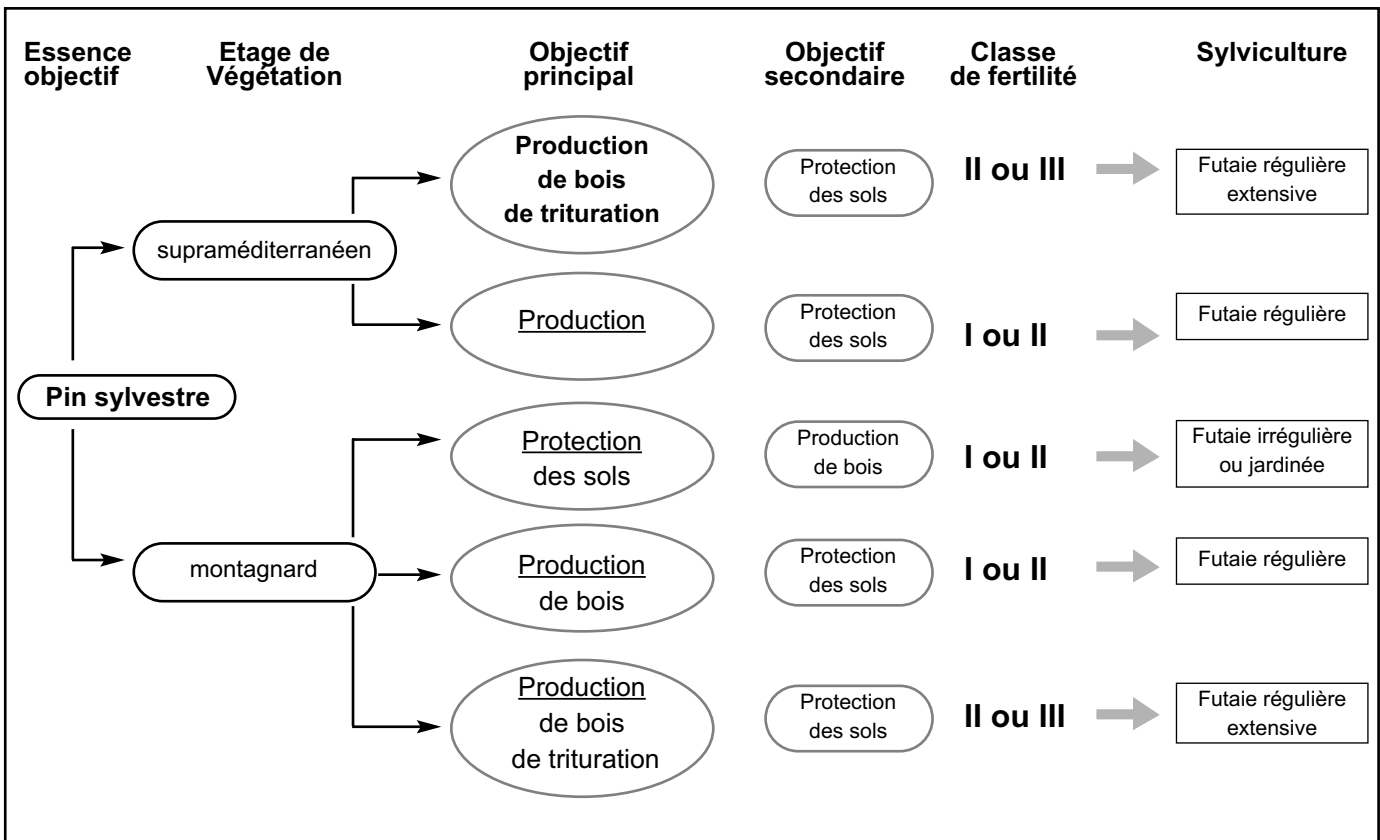 Essence
objectif
Etage de
Végétation
Objectif
principal
Objectif
secondaire
Classe
de fertilité
Sylviculture
Pin sylvestre
supraméditerranéen
Production
de bois
de trituration
Protection
des sols
II ou III
Futaie régulière
extensive
Production
Protection
des sols
I ou II
Futaie régulière
montagnard
Protection
des sols
Production
de bois
I ou II
Futaie irrégulière
ou jardinée
Production
de bois
Protection
des sols
I ou II
Futaie régulière
Production
de bois
de trituration
Protection
des sols
II ou III
Futaie régulière
extensive